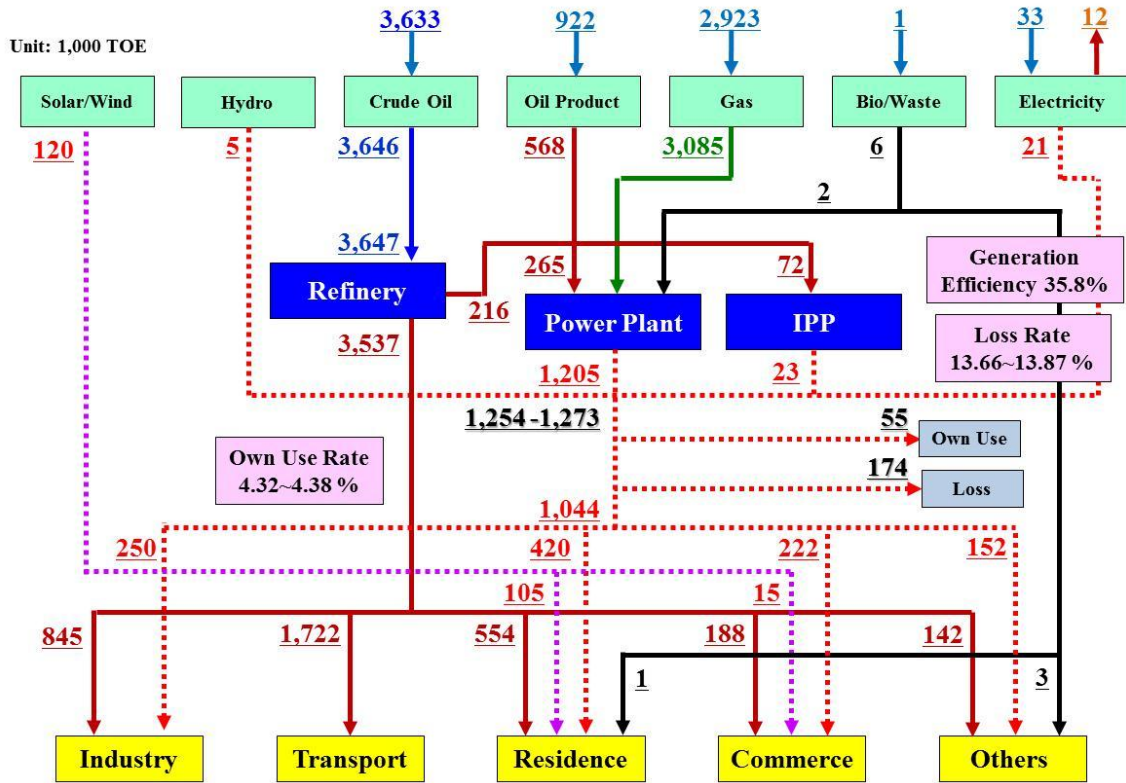 3,633 922 2,923 1 33 12
Unit: 1,000 TOE
Solar/Wind Hydro Crude Oil Oil Product Gas Bio/Waste Electricity
120 5 3,646 568 3,085 6 21
2
3,647 265 72
Generation
Efficiency 35.8%
Refinery
216
Power Plant IPP
3,537
Loss Rate
13.66~13.87 %
1,205 23
1,254 -1,273 55
Own Use
Own Use Rate
4.32~4.38 %
174
Loss
1,044
250 420 222 152
105 15
845 1,722 554 188 142
1 3
Industry Transport Residence Commerce Others